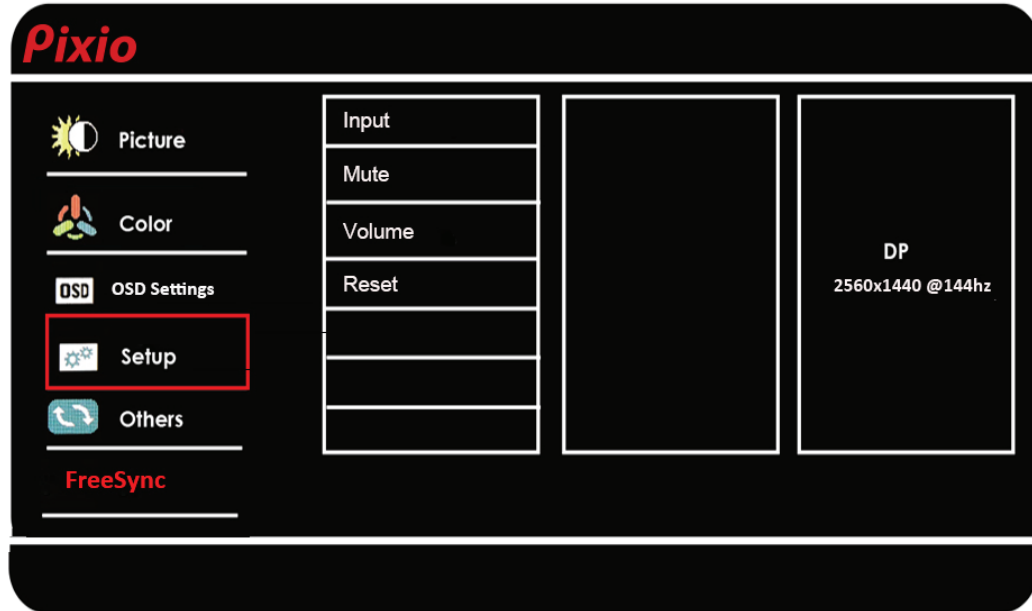 Pixio
Picture
Color
OSD OSD Settings
Setup
Others
FreeSync
Input
Mute
Volume
Reset
DP
2560x1440 @144hz